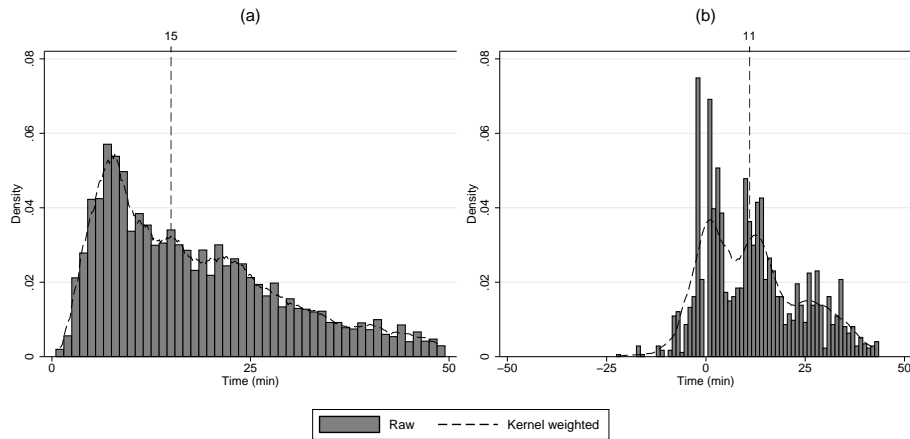 (a)
15
.08
.06
.04
.02
0
Density
0 25 50
Time (min)
(b)
11
.08
.06
.04
.02
0
Density
−50 −25 0 25 50
Time (min)
Raw Kernel weighted